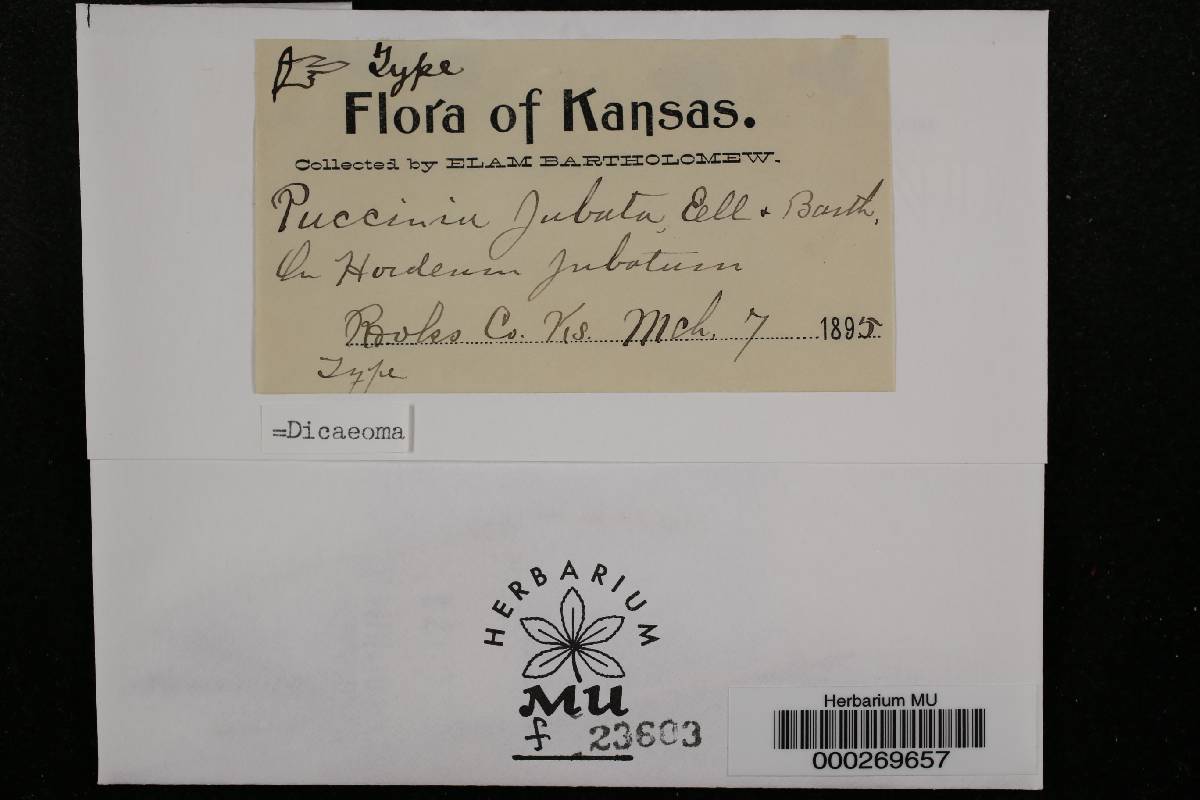 Type
Flora of Kansas.
Collected by ELAM BARTHOLOMEW.
Puccinia Jubata, Ell & Barth,
On Hordeum jubatum
Rooks Co. Ks. Mch. 7 1895
Type
=Dicaeoma
HERBARIUM
MU
f 23603
Herbarium MU
000269657